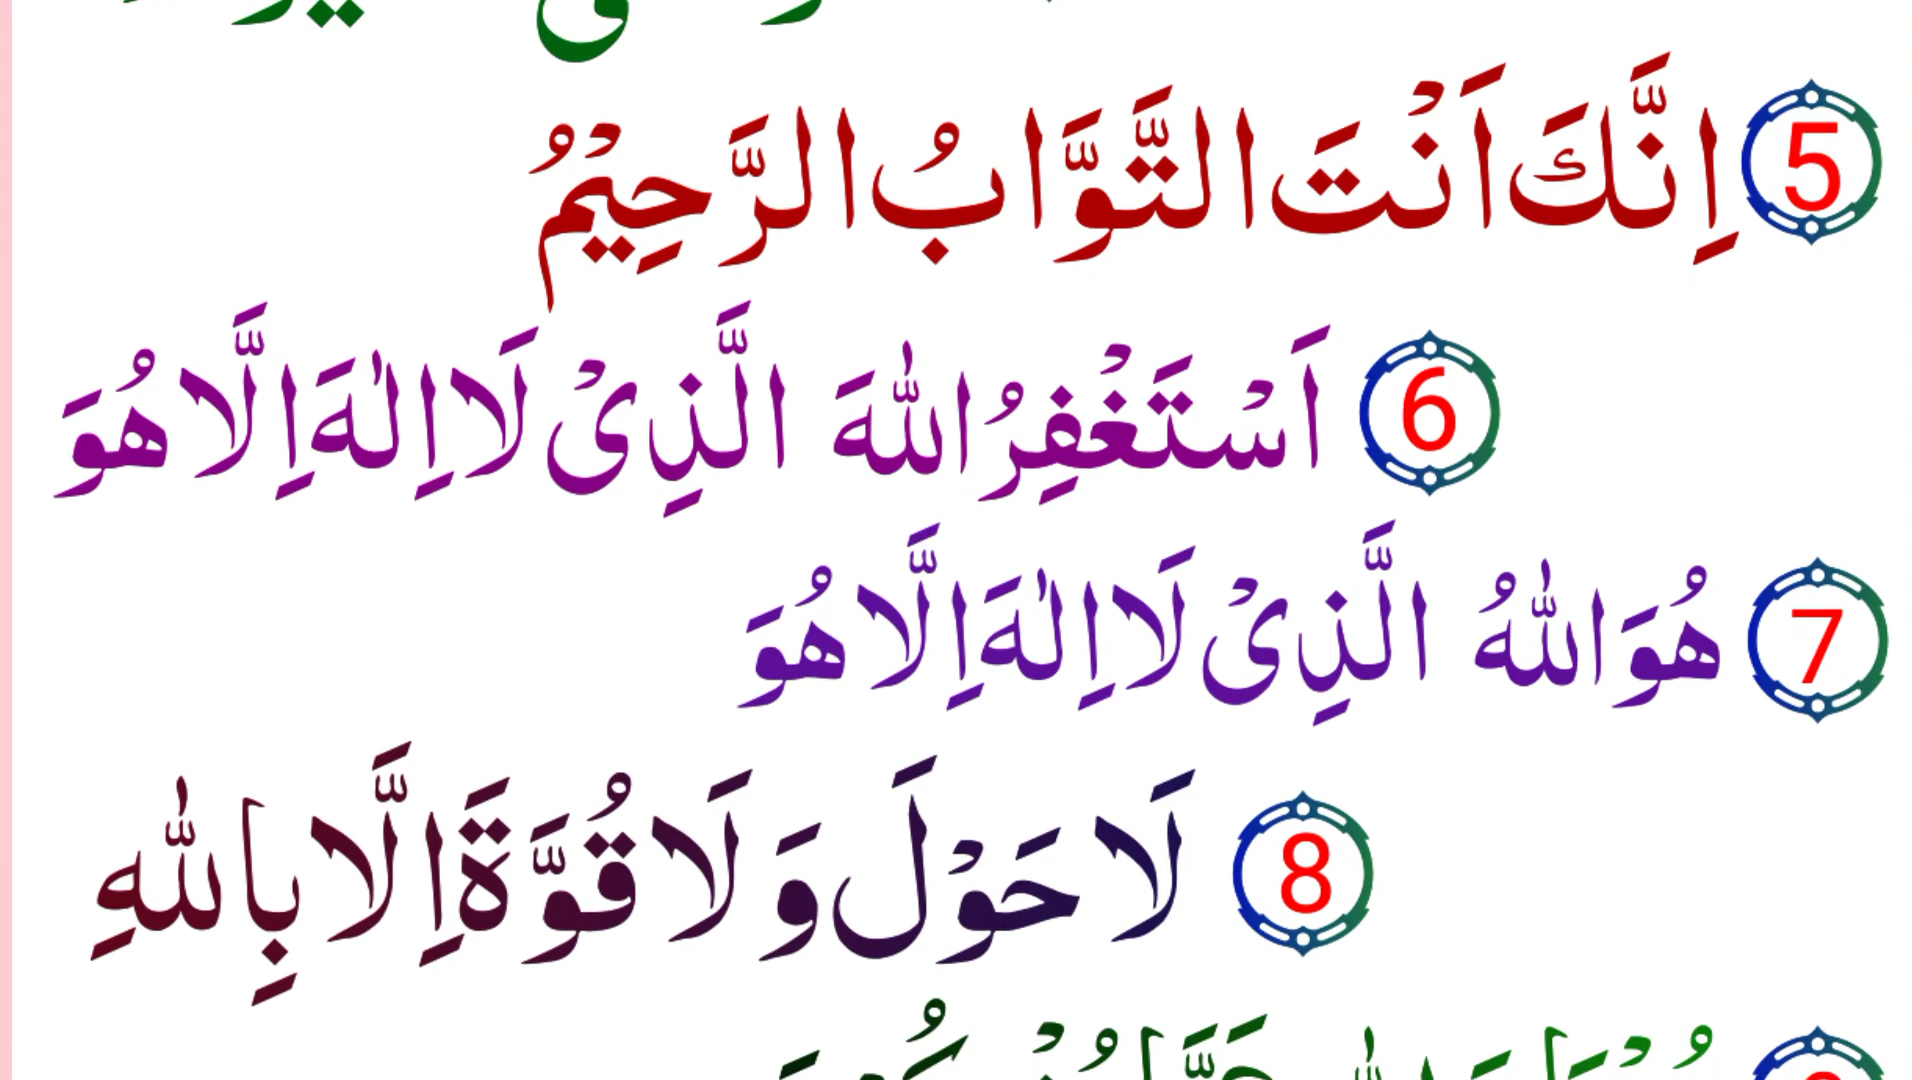 5 اِنَّكَ اَنْتَ التَّوَّابُ الرَّحِيْمُ
6 اَسْتَغْفِرُ اللّٰهَ الَّذِىْ لَا اِلٰهَ اِلَّا هُوَ
7 هُوَ اللّٰهُ الَّذِىْ لَا اِلٰهَ اِلَّا هُوَ
8 لَا حَوْلَ وَلَا قُوَّةَ اِلَّا بِاللّٰهِ